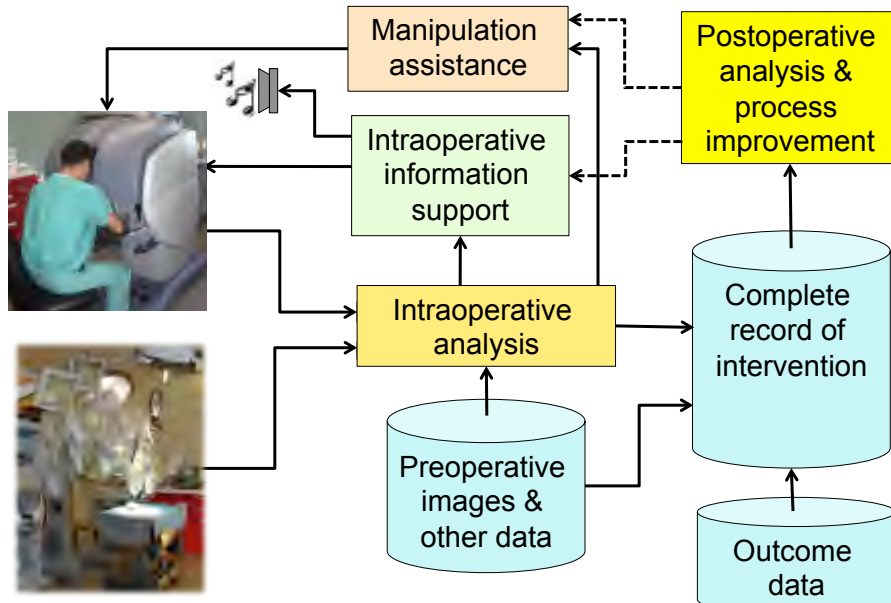 Manipulation
assistance
Postoperative
analysis &
process
improvement
Intraoperative
information
support
Intraoperative
analysis
Complete
record of
intervention
Preoperative
images &
other data
Outcome
data